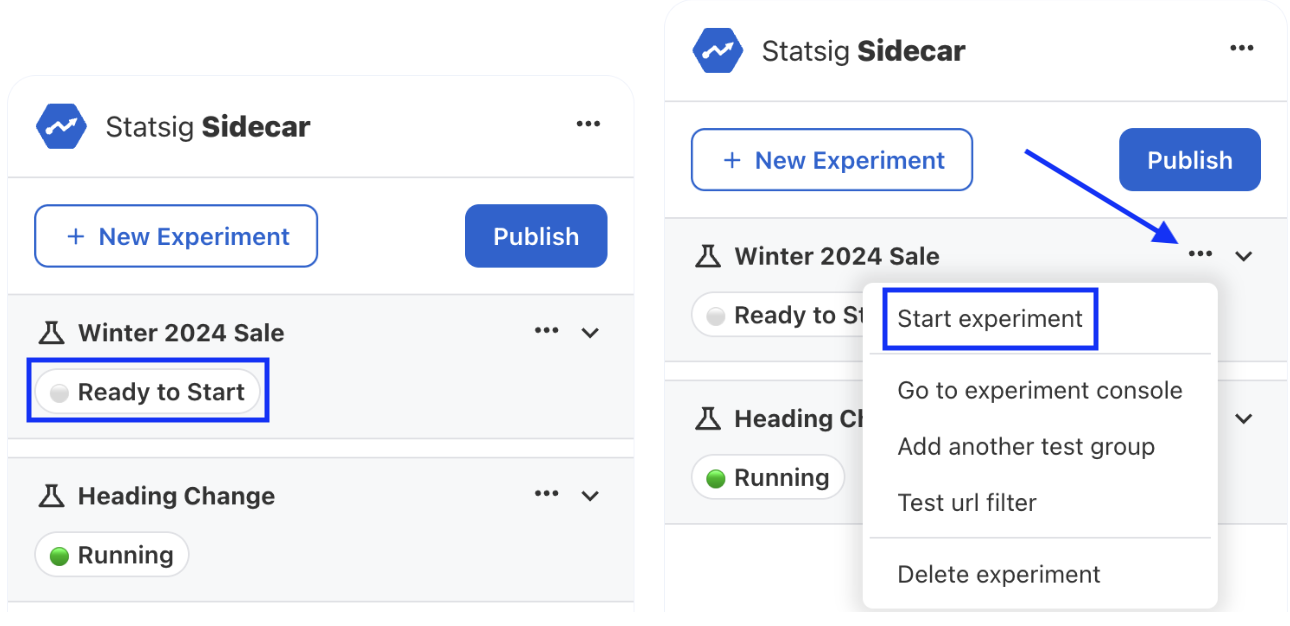 Statsig Sidecar
+ New Experiment
Publish
Winter 2024 Sale
Ready to Start
Heading Change
Running
Statsig Sidecar
+ New Experiment
Publish
Winter 2024 Sale
Ready to St
Start experiment
Go to experiment console
Add another test group
Test url filter
Delete experiment
Heading Ch
Running